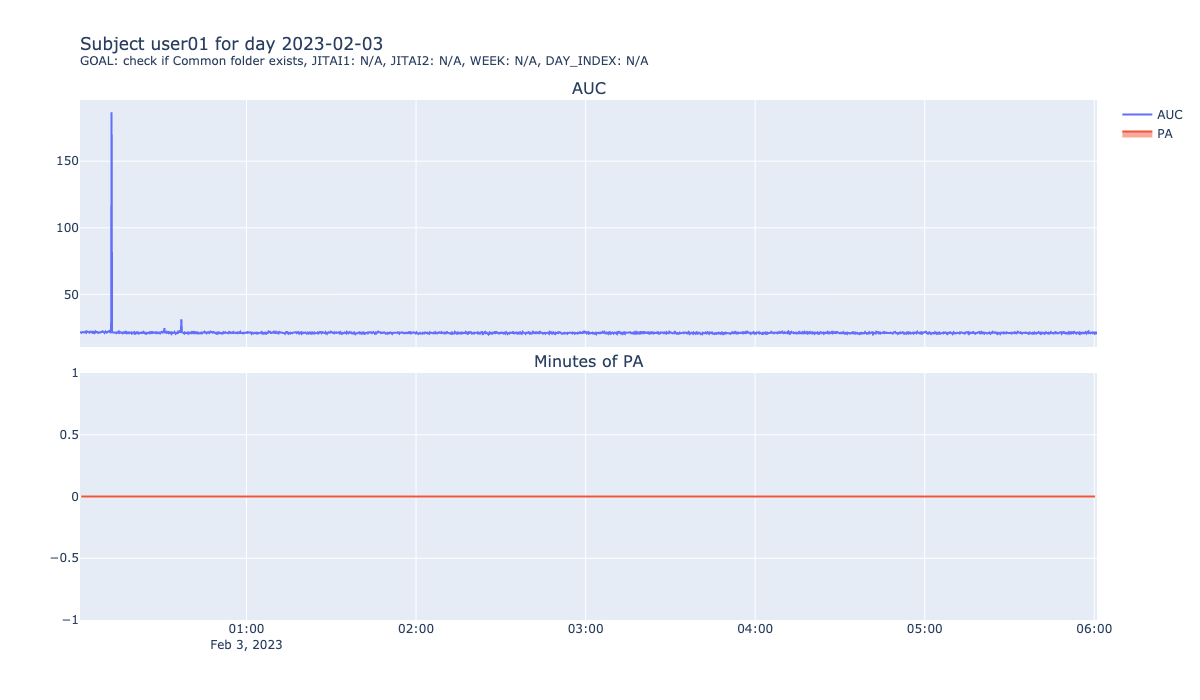 Subject user01 for day 2023-02-03
GOAL: check if Common folder exists, JITAI1: N/A, JITAI2: N/A, WEEK: N/A, DAY_INDEX: N/A
AUC
AUC
PA
150
100
50
Minutes of PA
1
0.5
0
−0.5
−1
01:00 02:00 03:00 04:00 05:00 06:00
Feb 3, 2023